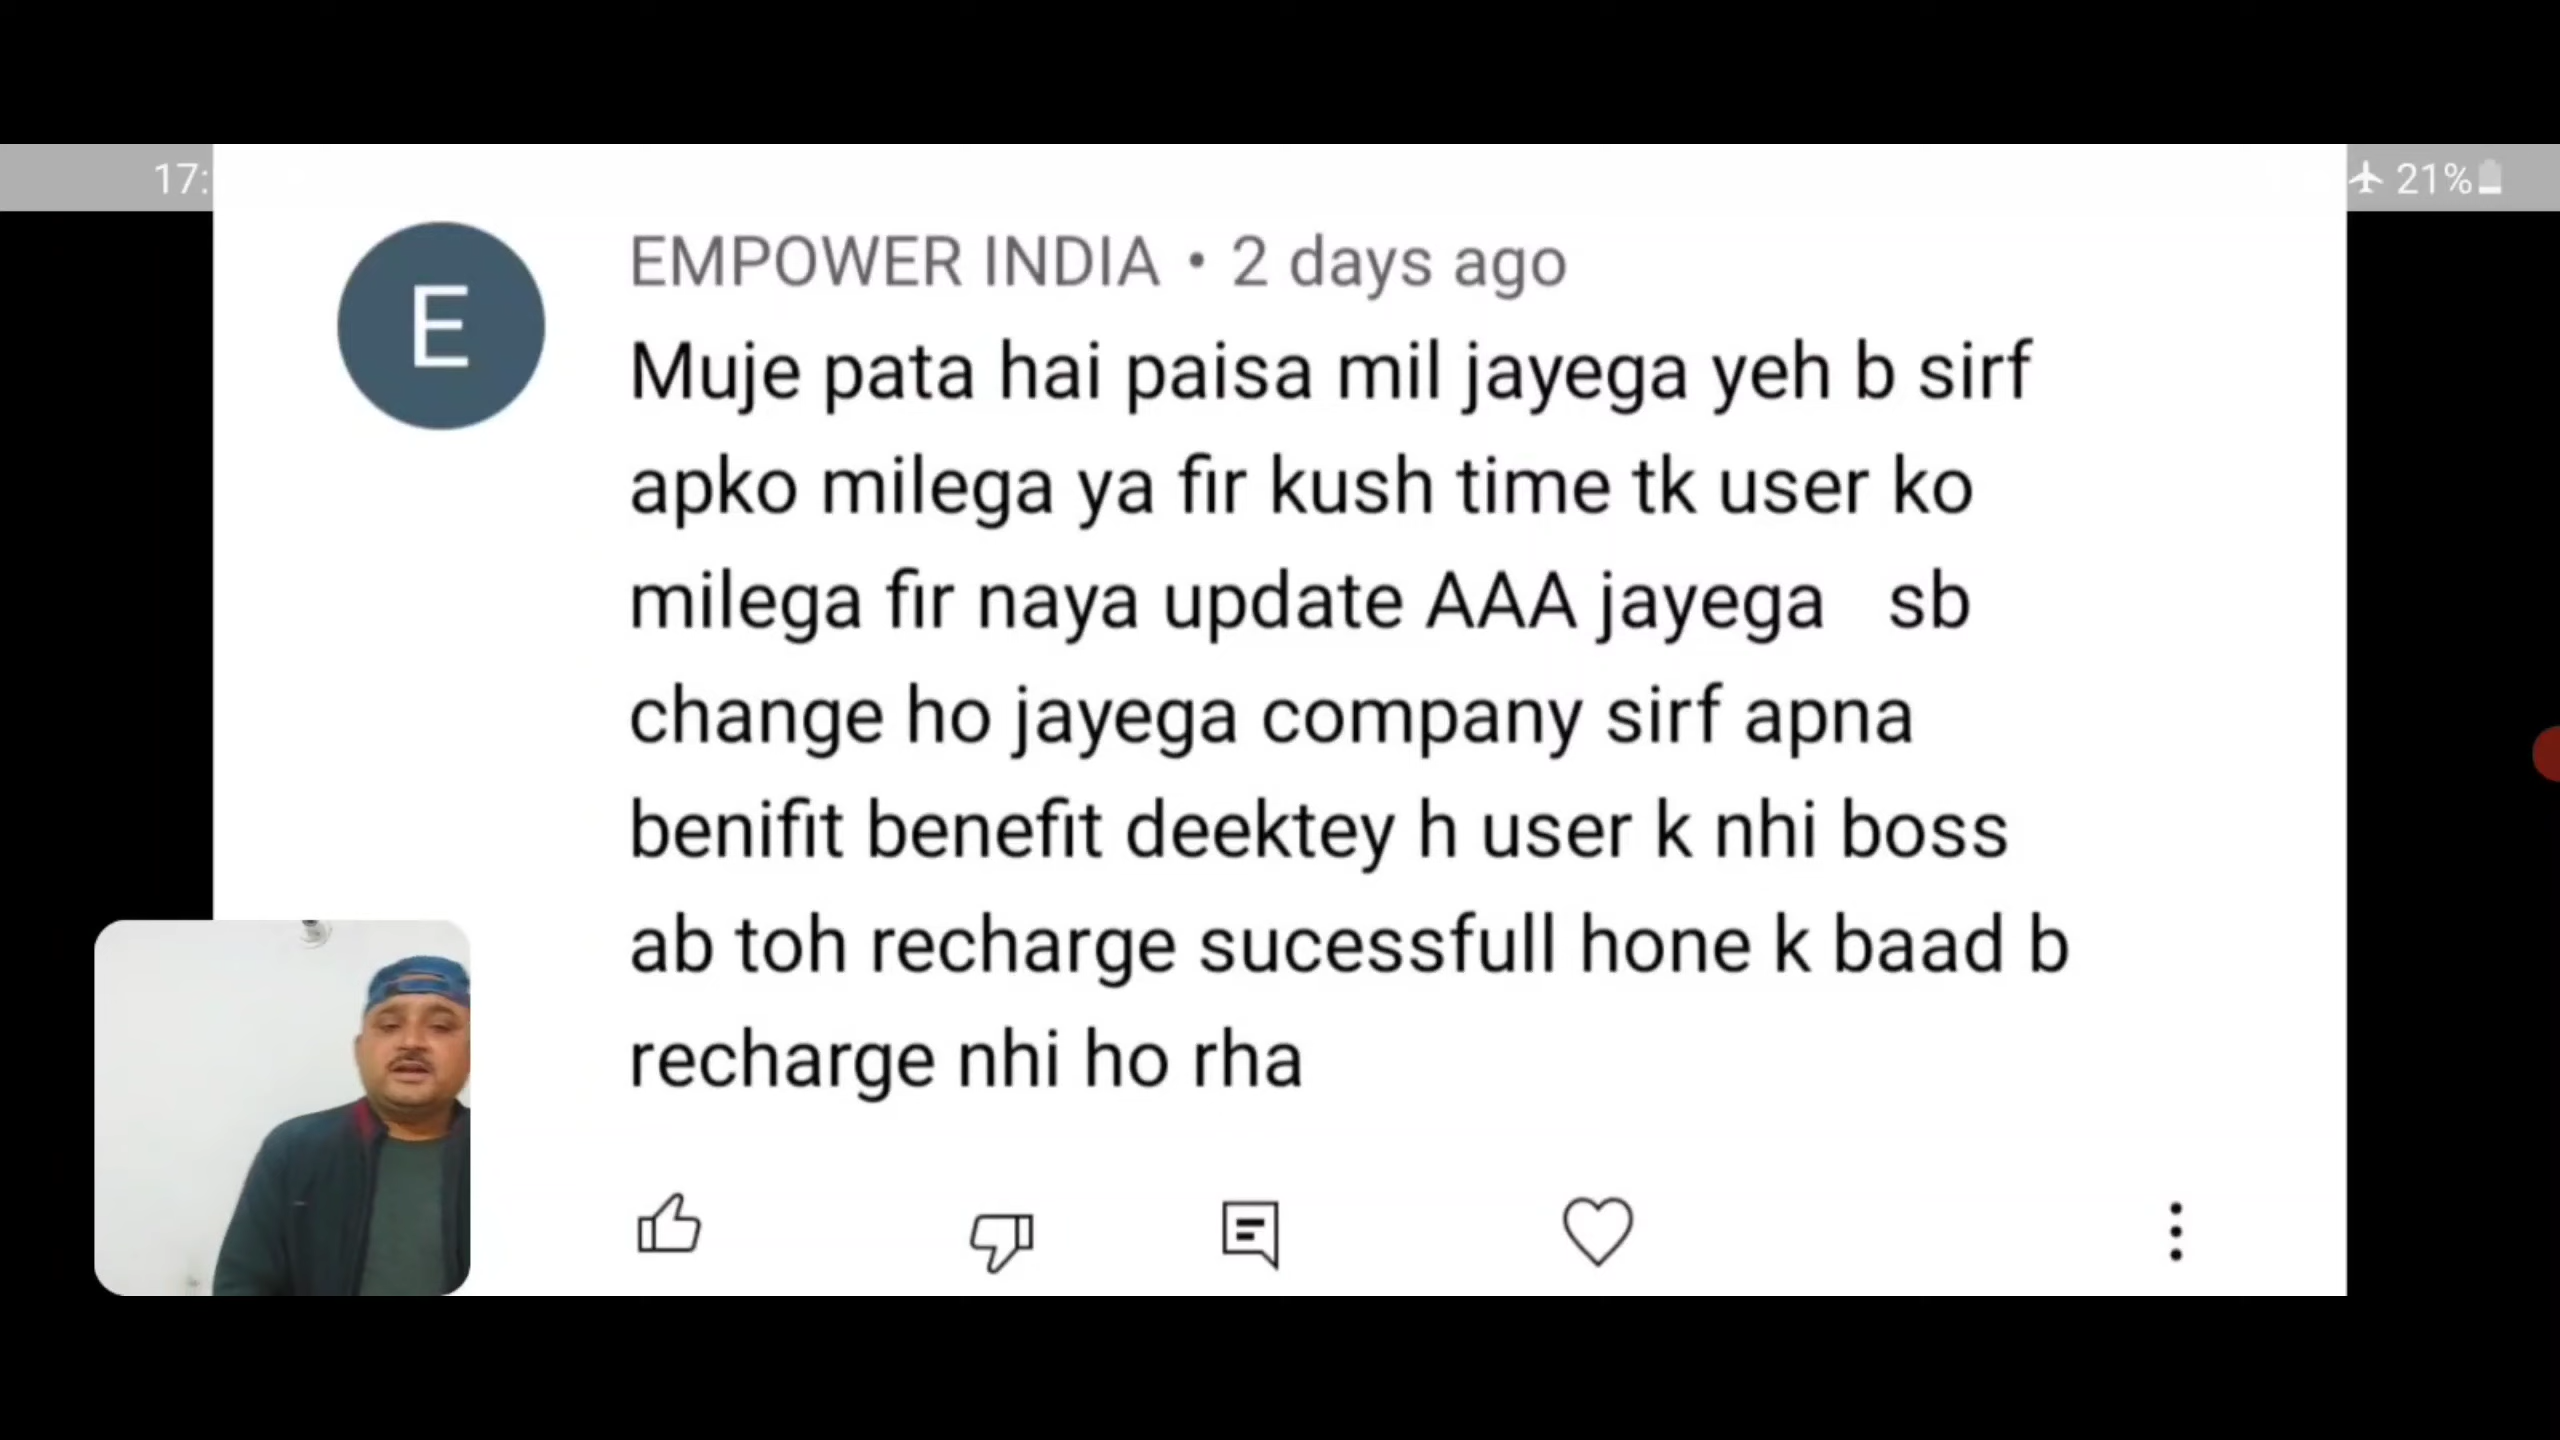 17:
21%
E
EMPOWER INDIA • 2 days ago
Muje pata hai paisa mil jayega yeh b sirf
apko milega ya fir kush time tk user ko
milega fir naya update AAA jayega   sb
change ho jayega company sirf apna
benifit benefit deektey h user k nhi boss
ab toh recharge sucessfull hone k baad b
recharge nhi ho rha